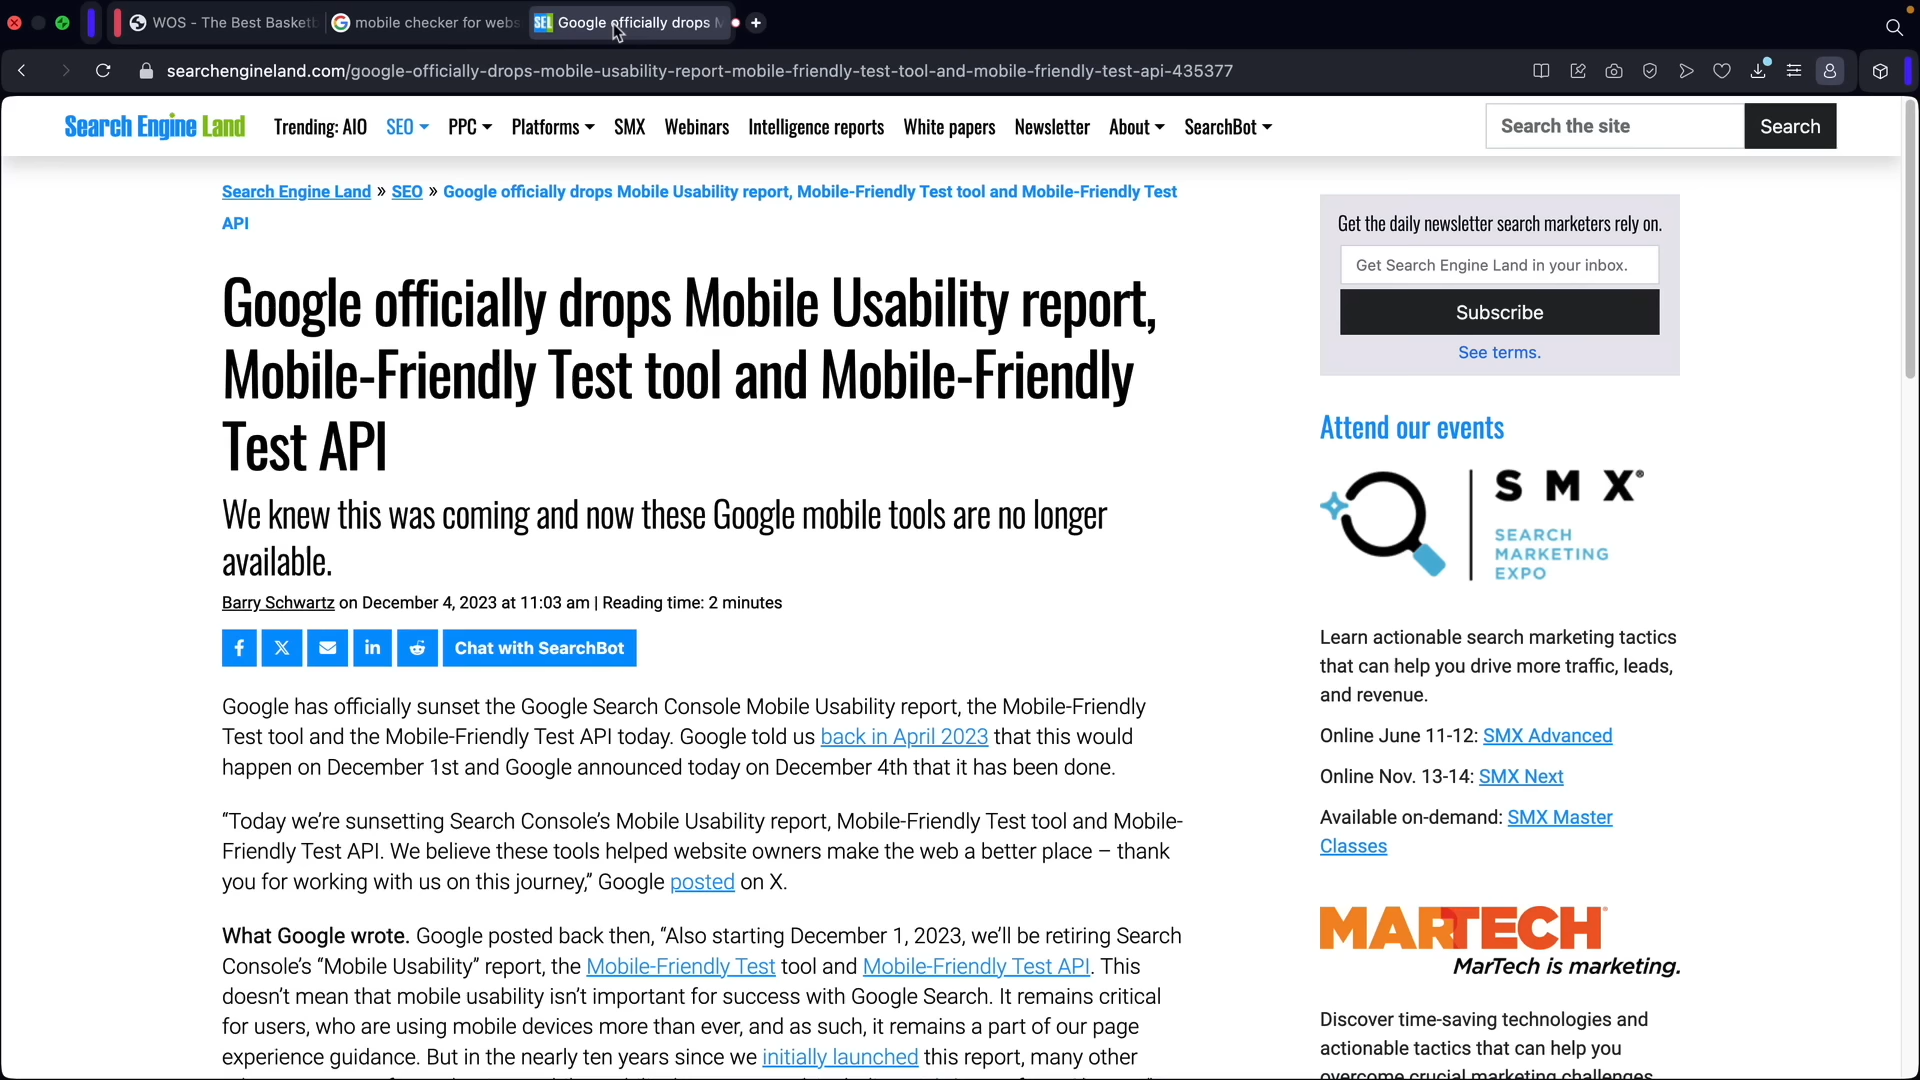 WOS - The Best Basketb
mobile checker for webs
SEL Google officially drops M
searchengineland.com/google-officially-drops-mobile-usability-report-mobile-friendly-test-tool-and-mobile-friendly-test-api-435377
Search Engine Land
Trending: AIO SEO PPC Platforms SMX Webinars Intelligence reports White papers Newsletter About SearchBot
Search the site
Search
Search Engine Land » SEO » Google officially drops Mobile Usability report, Mobile-Friendly Test tool and Mobile-Friendly Test
API
Google officially drops Mobile Usability report,
Mobile-Friendly Test tool and Mobile-Friendly
Test API
We knew this was coming and now these Google mobile tools are no longer
available.
Barry Schwartz on December 4, 2023 at 11:03 am | Reading time: 2 minutes
Chat with SearchBot
Google has officially sunset the Google Search Console Mobile Usability report, the Mobile-Friendly
Test tool and the Mobile-Friendly Test API today. Google told us back in April 2023 that this would
happen on December 1st and Google announced today on December 4th that it has been done.
“Today we’re sunsetting Search Console’s Mobile Usability report, Mobile-Friendly Test tool and Mobile-
Friendly Test API. We believe these tools helped website owners make the web a better place – thank
you for working with us on this journey,” Google posted on X.
What Google wrote. Google posted back then, “Also starting December 1, 2023, we’ll be retiring Search
Console’s “Mobile Usability” report, the Mobile-Friendly Test tool and Mobile-Friendly Test API. This
doesn’t mean that mobile usability isn’t important for success with Google Search. It remains critical
for users, who are using mobile devices more than ever, and as such, it remains a part of our page
experience guidance. But in the nearly ten years since we initially launched this report, many other
Get the daily newsletter search marketers rely on.
Get Search Engine Land in your inbox.
Subscribe
See terms.
Attend our events
SMX®
SEARCH
MARKETING
EXPO
Learn actionable search marketing tactics
that can help you drive more traffic, leads,
and revenue.
Online June 11-12: SMX Advanced
Online Nov. 13-14: SMX Next
Available on-demand: SMX Master
Classes
MARTECH
MarTech is marketing.
Discover time-saving technologies and
actionable tactics that can help you
overcome crucial marketing challenges